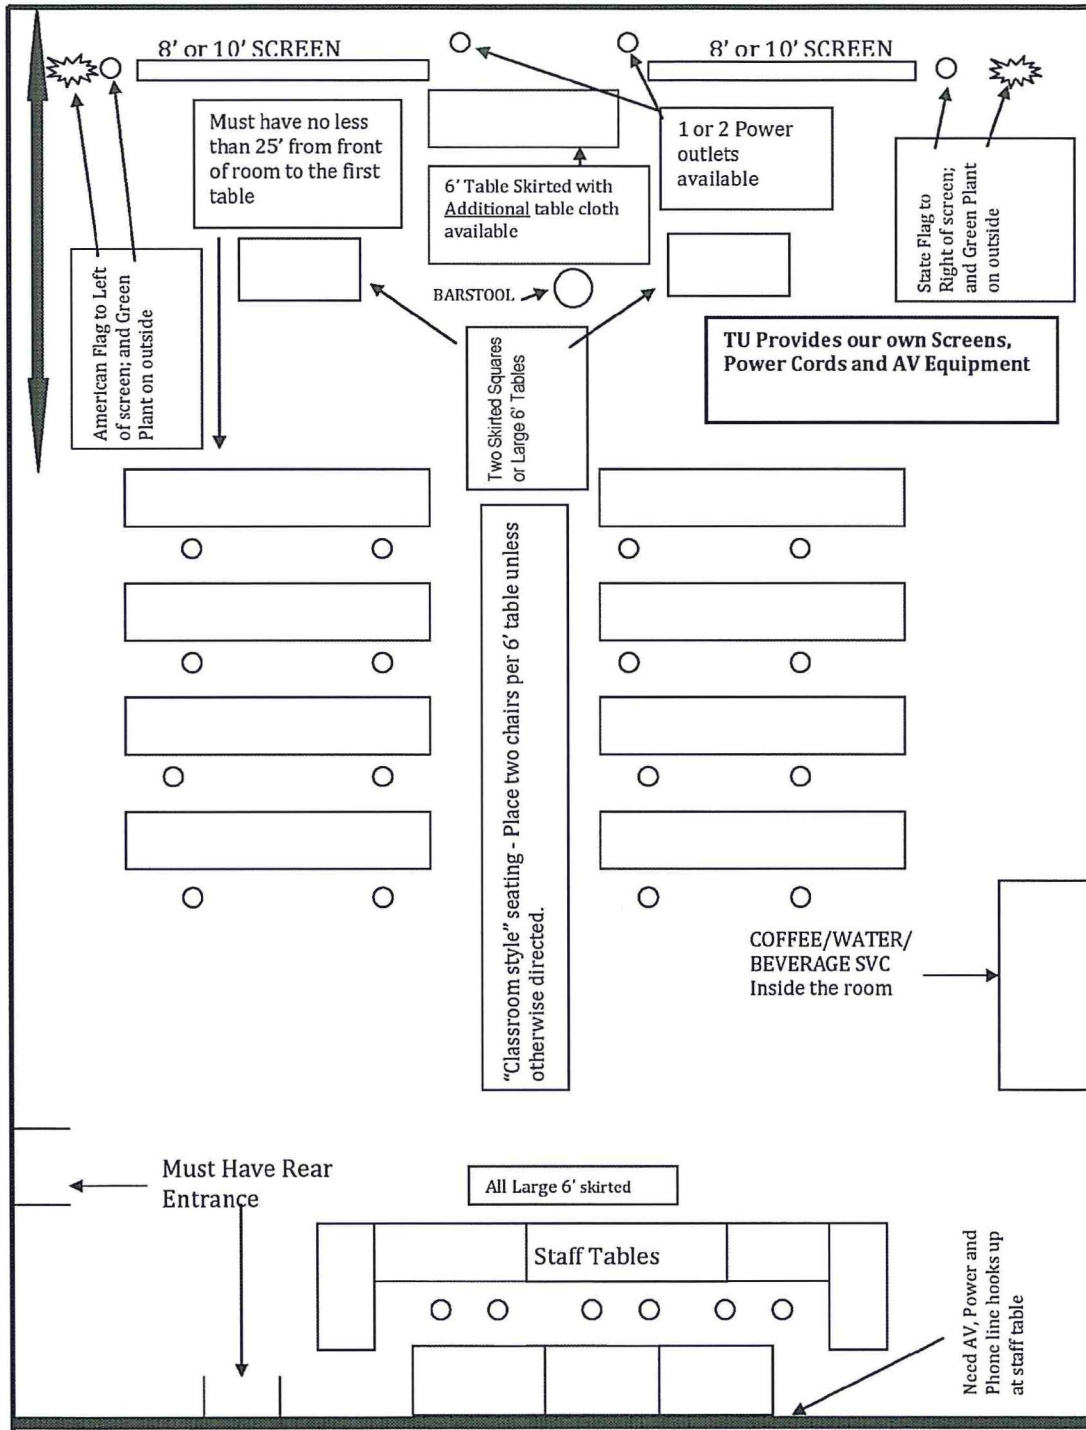 8' or 10' SCREEN
8' or 10' SCREEN
Must have no less
than 25' from front
of room to the first
table
6' Table Skirted with
Additional table cloth
available
1 or 2 Power
outlets
available
State Flag to
Right of screen;
and Green Plant
on outside
American Flag to Left
of screen; and Green
Plant on outside
BARSTOOL
TU Provides our own Screens,
Power Cords and AV Equipment
Two Skirted Squares
or Large 6' Tables
"Classroom style" seating - Place two chairs per 6' table unless
otherwise directed.
COFFEE/WATER/
BEVERAGE SVC
Inside the room
Must Have Rear
Entrance
All Large 6' skirted
Staff Tables
Need AV, Power and
Phone line hooks up
at staff table